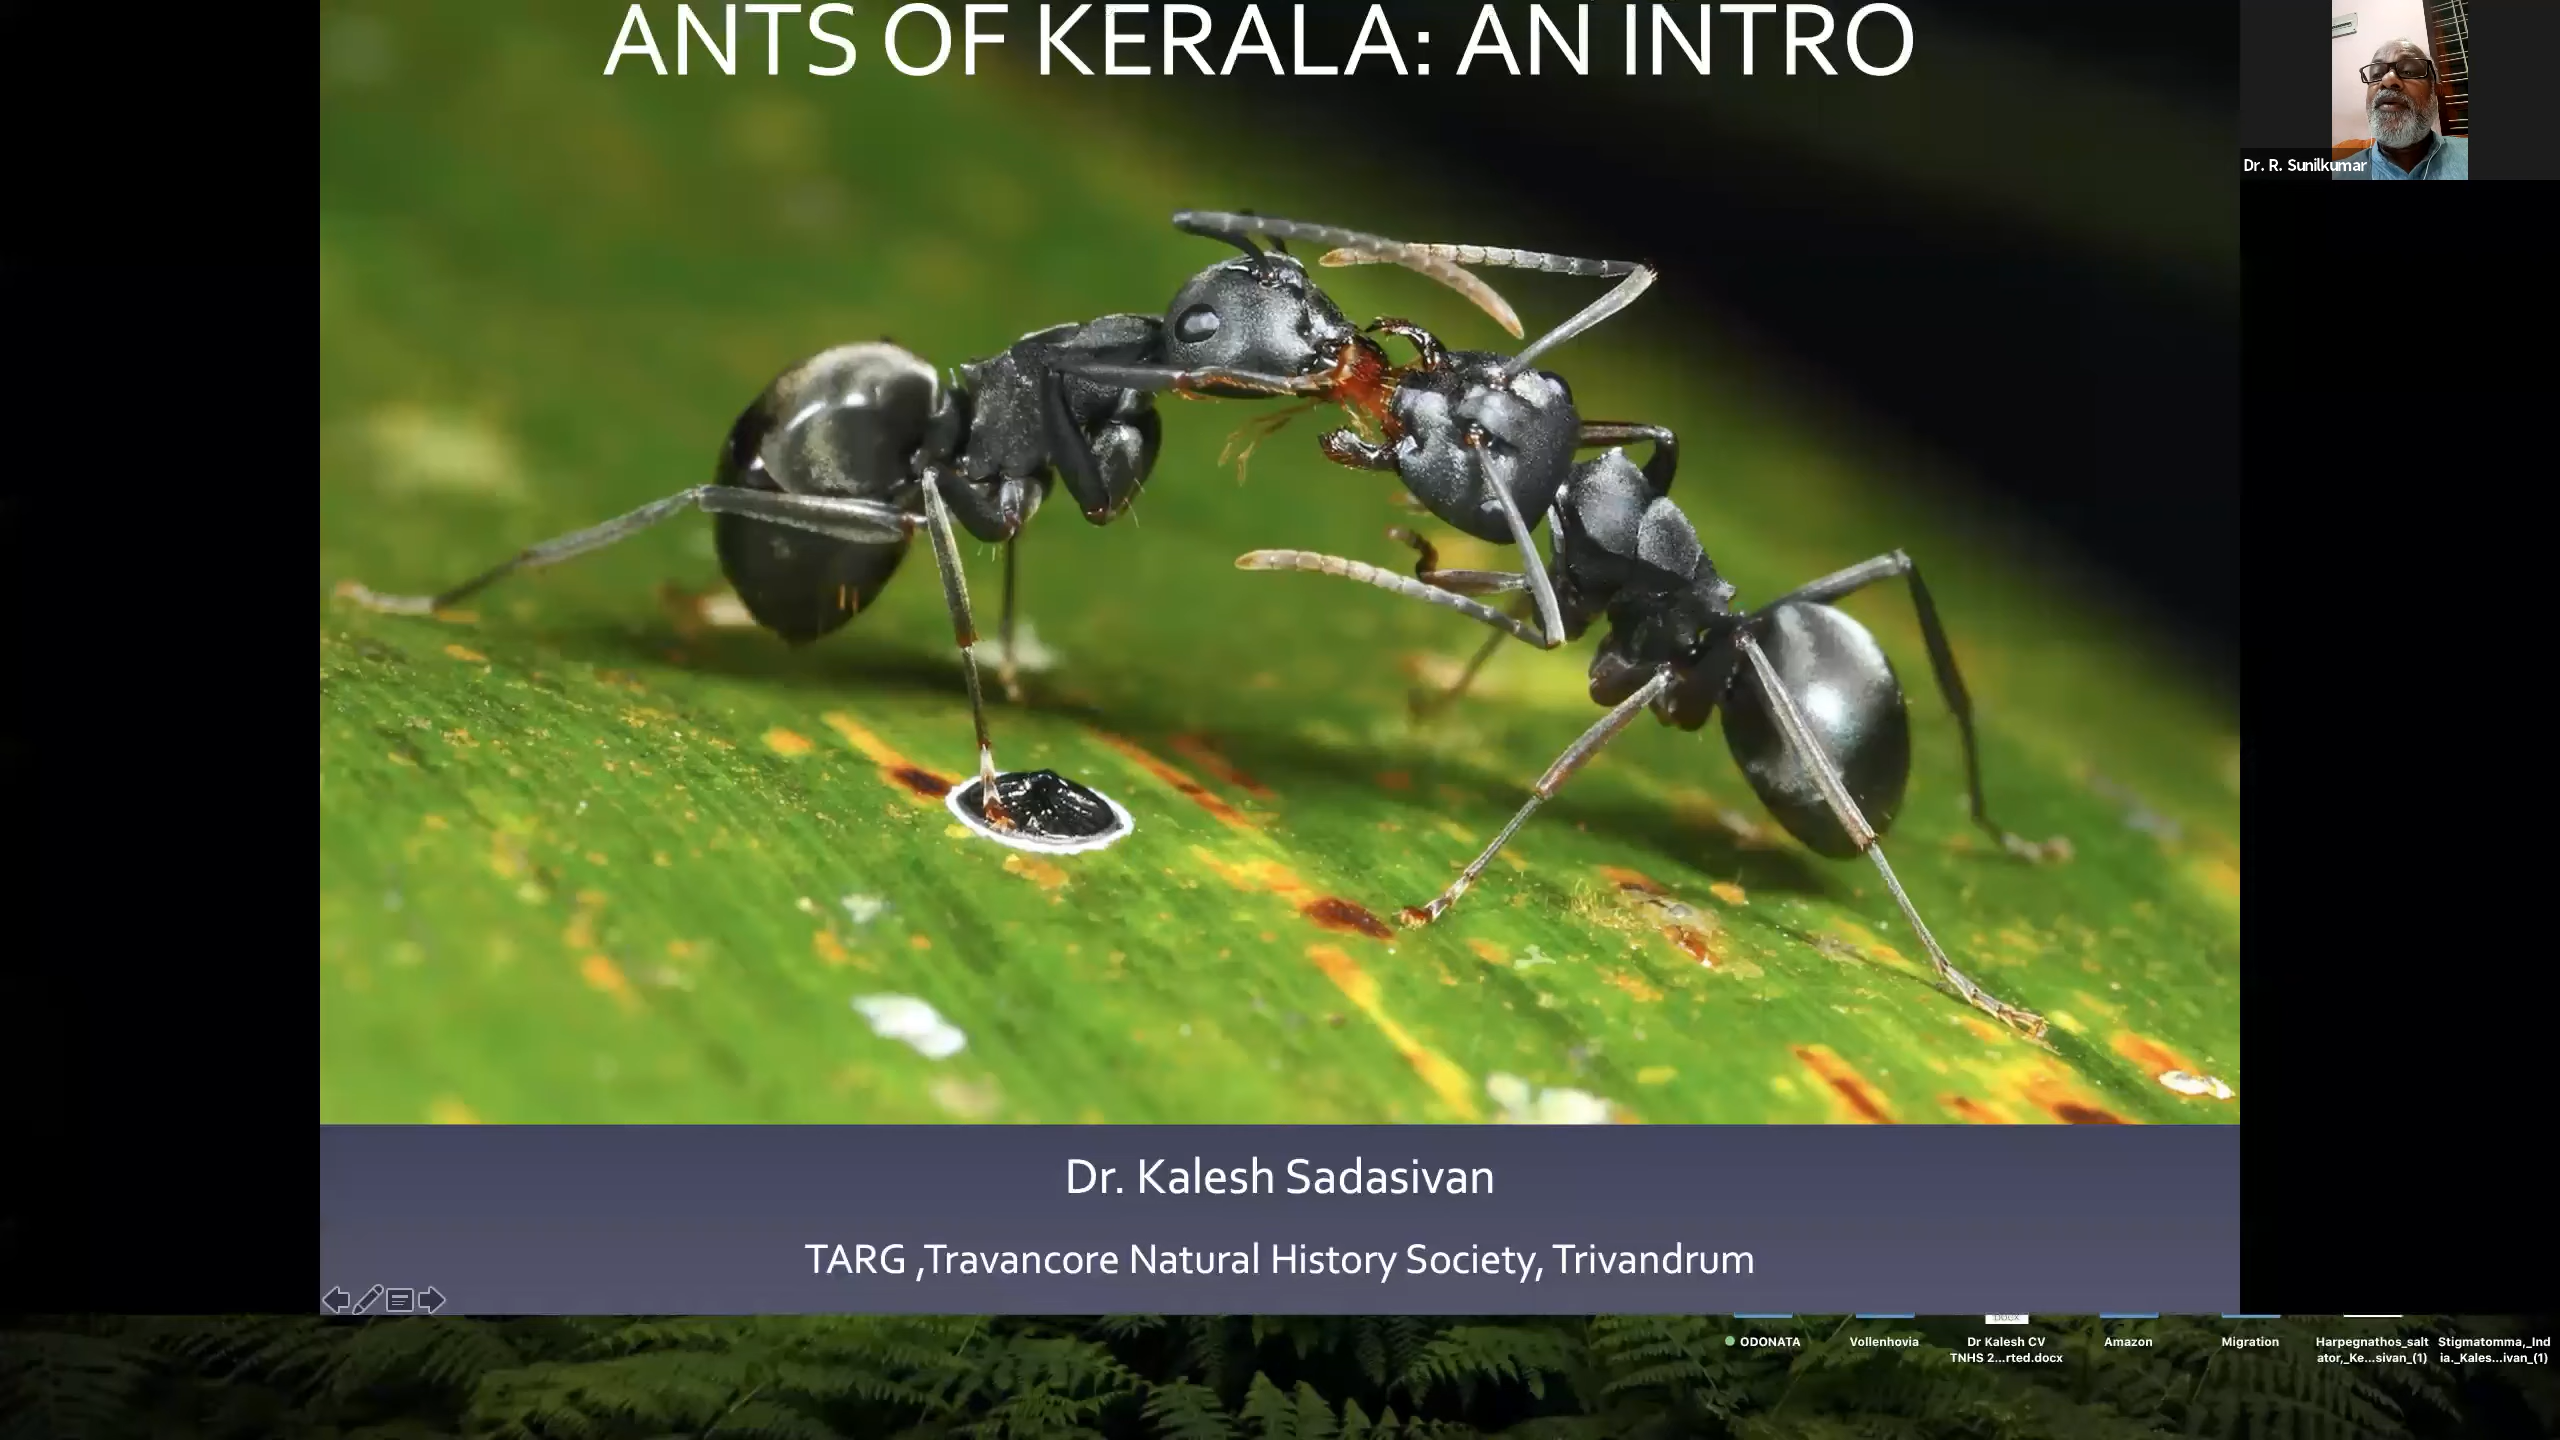 ANTS OF KERALA: AN INTRO
Dr. R. Sunilkumar
Dr. Kalesh Sadasivan
TARG ,Travancore Natural History Society, Trivandrum
DOCX
ODONATA
Vollenhovia
Dr Kalesh CV
TNHS 2...rted.docx
Amazon
Migration
Harpegnathos_salt
ator,_Ke...sivan_(1)
Stigmatomma,_Ind
ia._Kales...ivan_(1)